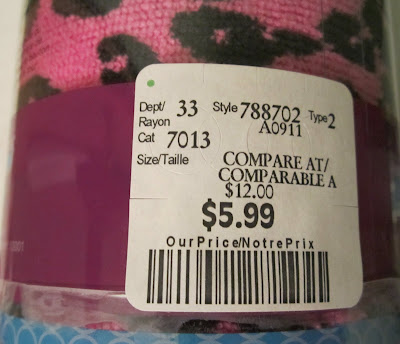 Dept/ Rayon 33 Style 788702 Type 2
A0911
Cat 7013
Size/Taille
COMPARE AT/
COMPARABLE A
$12.00
$5.99
OurPrice/NotrePrix